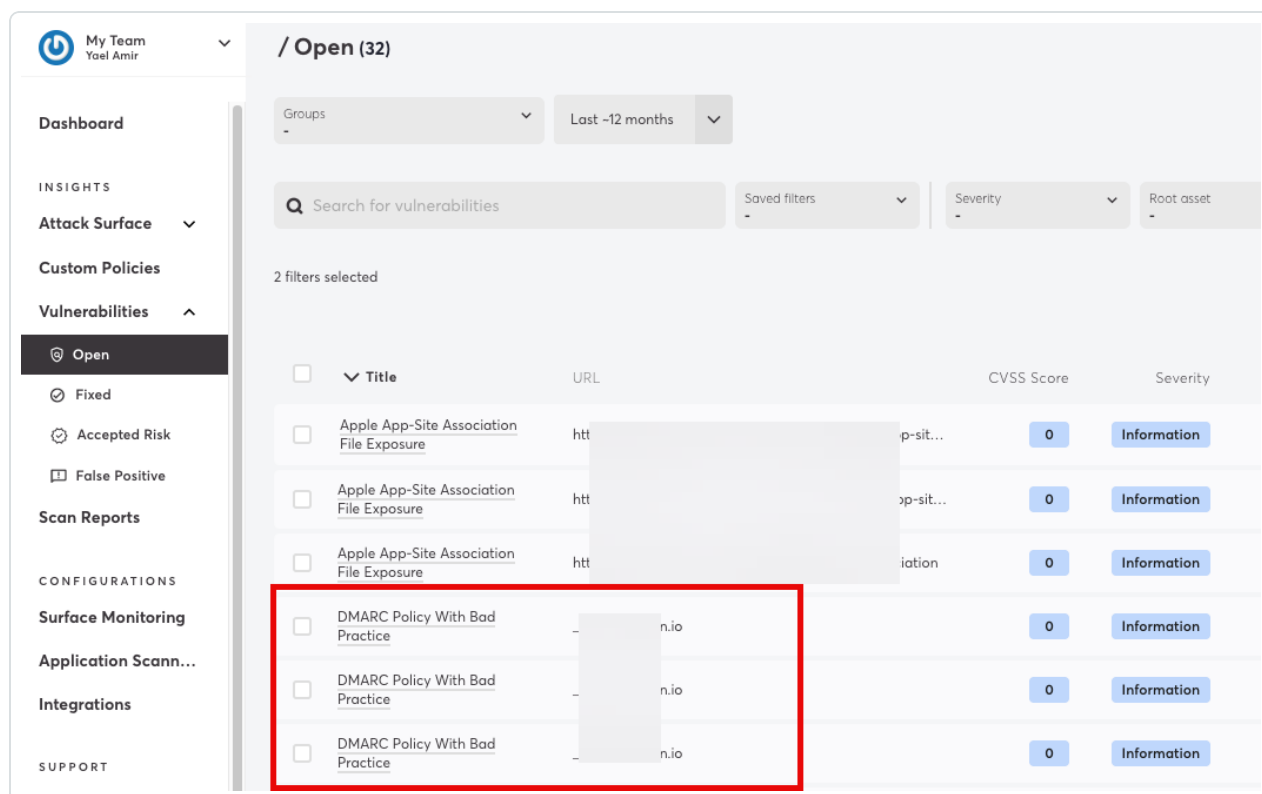 My Team
Yael Amir
Dashboard
INSIGHTS
Attack Surface
Custom Policies
Vulnerabilities
Open
Fixed
Accepted Risk
False Positive
Scan Reports
CONFIGURATIONS
Surface Monitoring
Application Scann...
Integrations
SUPPORT
/ Open (32)
Groups
-
Last ~12 months
Search for vulnerabilities
Saved filters
-
Severity
-
Root asset
-
2 filters selected
Title URL CVSS Score Severity
Apple App-Site Association
File Exposure
htt p-sit... 0 Information
Apple App-Site Association
File Exposure
htt op-sit... 0 Information
Apple App-Site Association
File Exposure
htt iation 0 Information
DMARC Policy With Bad
Practice
_ n.io 0 Information
DMARC Policy With Bad
Practice
_ n.io 0 Information
DMARC Policy With Bad
Practice
_ n.io 0 Information